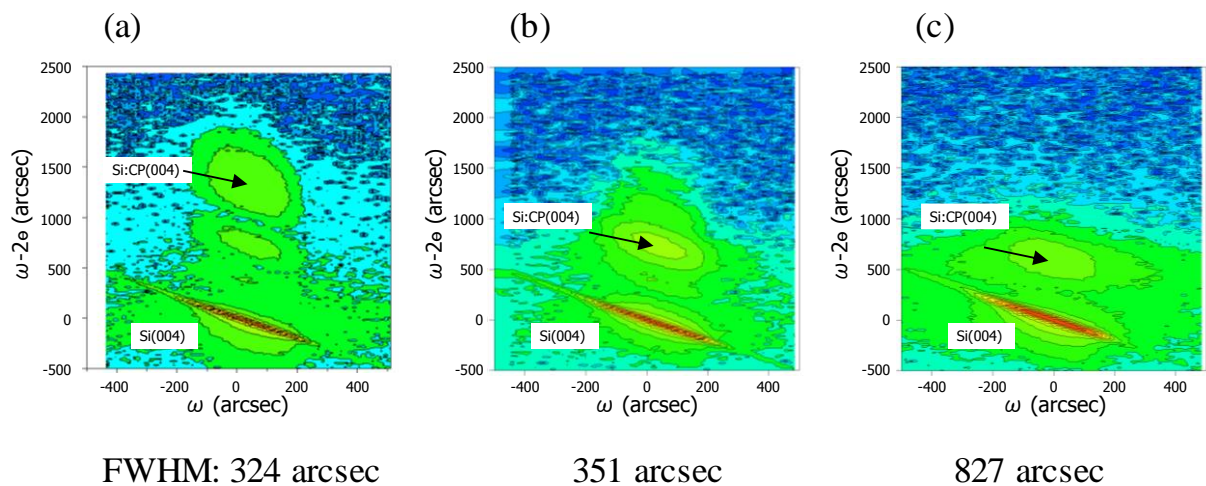 (a)
(b)
(c)
2500
2000
1500
1000
500
0
-500
ω-2ɵ (arcsec)
Si:CP(004)
Si(004)
-400 -200 0 200 400
ω (arcsec)
2500
2000
1500
1000
500
0
-500
ω-2ɵ (arcsec)
Si:CP(004)
Si(004)
-400 -200 0 200 400
ω (arcsec)
2500
2000
1500
1000
500
0
-500
ω-2ɵ (arcsec)
Si:CP(004)
Si(004)
-400 -200 0 200 400
ω (arcsec)
FWHM: 324 arcsec
351 arcsec
827 arcsec